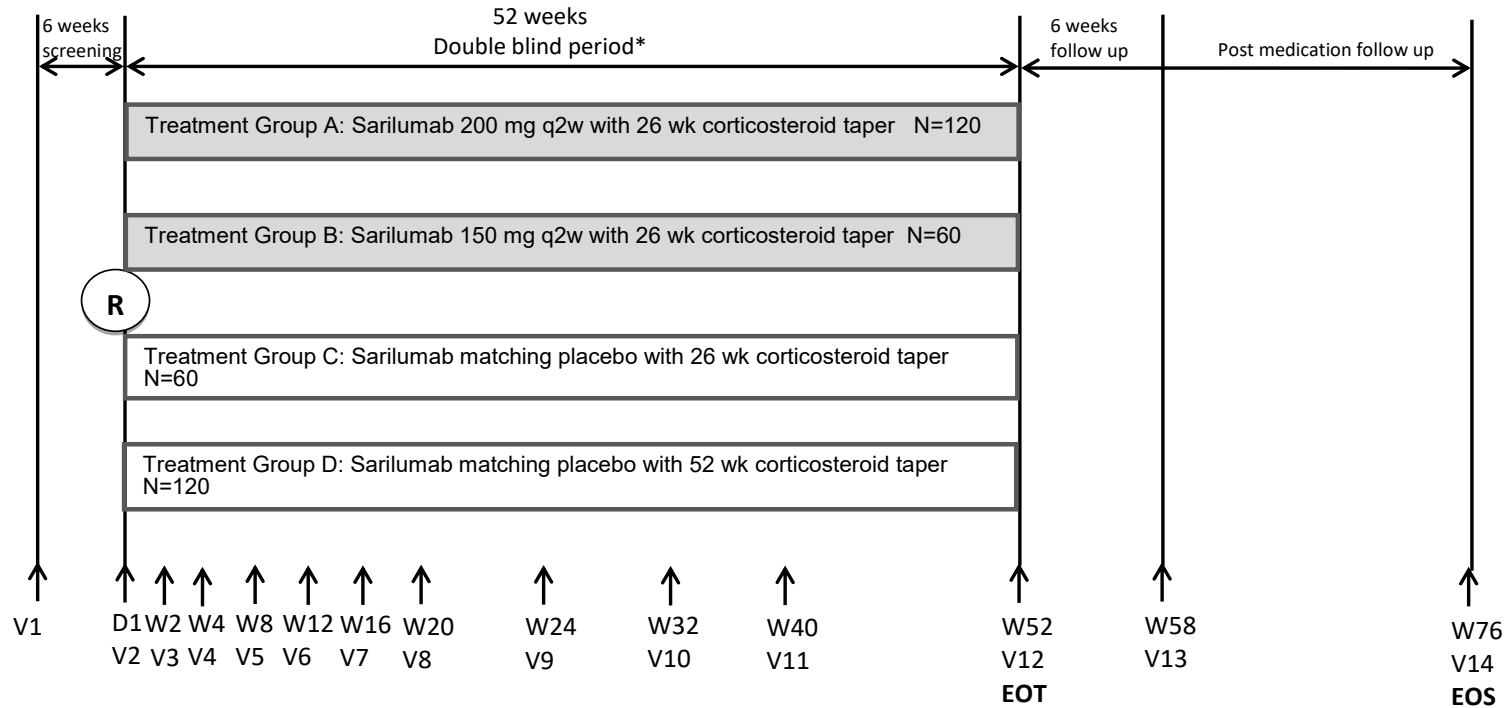 6 weeks
screening
52 weeks
Double blind period*
6 weeks
follow up
Post medication follow up
Treatment Group A: Sarilumab 200 mg q2w with 26 wk corticosteroid taper N=120
Treatment Group B: Sarilumab 150 mg q2w with 26 wk corticosteroid taper N=60
R
Treatment Group C: Sarilumab matching placebo with 26 wk corticosteroid taper
N=60
Treatment Group D: Sarilumab matching placebo with 52 wk corticosteroid taper
N=120
V1
D1 W2 W4 W8 W12 W16 W20 W24 W32 W40 W52 W58 W76
V2 V3 V4 V5 V6 V7 V8 V9 V10 V11 V12 V13 V14
EOT EOS